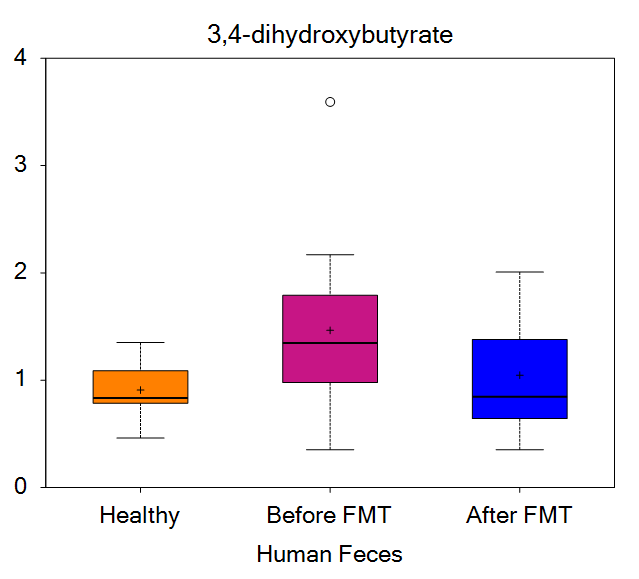 3,4-dihydroxybutyrate
4
3
2
1
0
Healthy Before FMT After FMT
Human Feces